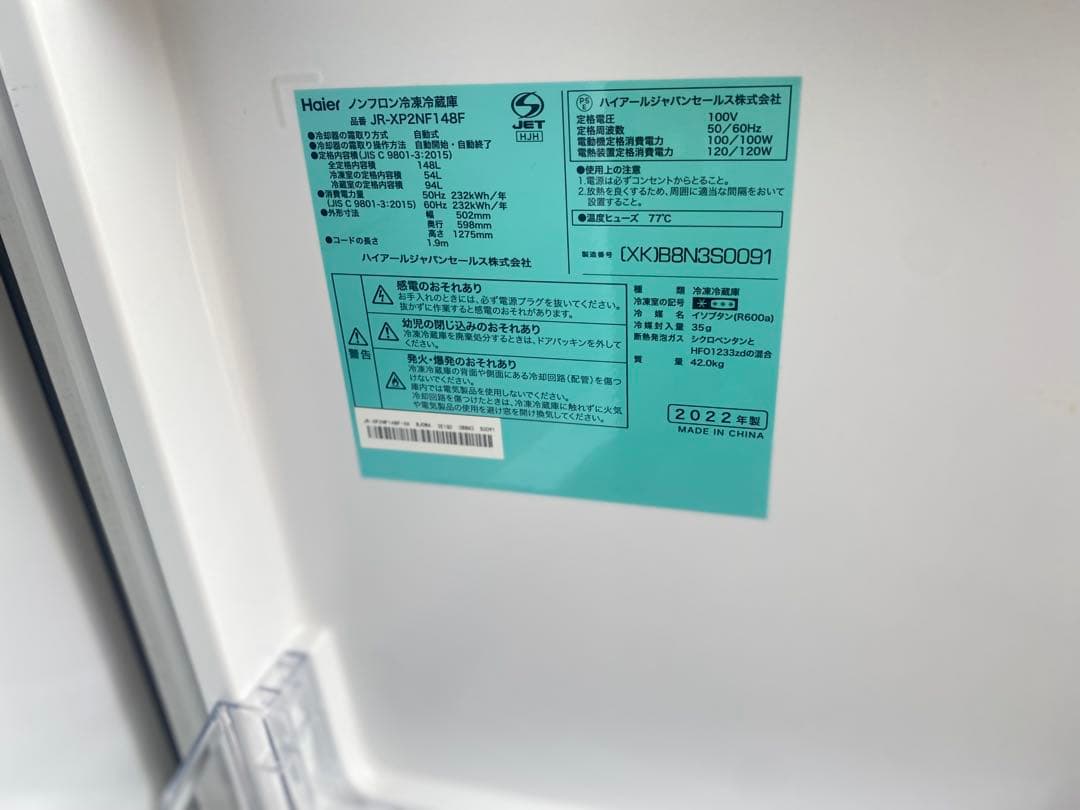 Haier ノンフロン冷凍冷蔵庫
品番 JR-XP2NF148F
JET
HJH
●冷却器の霜取り方式 自動式
●冷却器の霜取り操作方法 自動開始・自動終了
●定格内容積(JIS C 9801-3:2015)
全定格内容積 148L
冷凍室の定格内容積 54L
冷蔵室の定格内容積 94L
●消費電力量 50Hz 232kWh/年
(JIS C 9801-3:2015) 60Hz 232kWh/年
●外形寸法 幅 502mm
奥行 598mm
高さ 1275mm
●コードの長さ 1.9m
ハイアールジャパンセールス株式会社
PS E ハイアールジャパンセールス株式会社
定格電圧 100V
定格周波数 50/60Hz
電動機定格消費電力 100/100W
電熱装置定格消費電力 120/120W
●使用上の注意
1.電源は必ずコンセントからとること。
2.放熱を良くするため、周囲に適当な間隔をおいて
設置すること。
●温度ヒューズ 77℃
製造番号 (XK)B8N3S0091
警告
感電のおそれあり
お手入れのときには、必ず電源プラグを抜いてください。
抜かずに作業すると感電のおそれがあります。
幼児の閉じ込みのおそれあり
冷凍冷蔵庫を廃棄処分するときは、ドアパッキンを外して
ください。
発火・爆発のおそれあり
冷凍冷蔵庫の背面や側面にある冷却回路(配管)を傷つ
けないでください。
庫内では電気製品を使用しないでください。
冷却回路を傷つけたときは、冷凍冷蔵庫に触れずに火気
や電気製品の使用を避け窓を開け換気してください。
種類 冷凍冷蔵庫
冷凍室の記号
冷媒名 イソブタン(R600a)
冷媒封入量 35g
断熱発泡ガス シクロペンタンと
HFO1233zdの混合
質量 42.0kg
2022年製
MADE IN CHINA